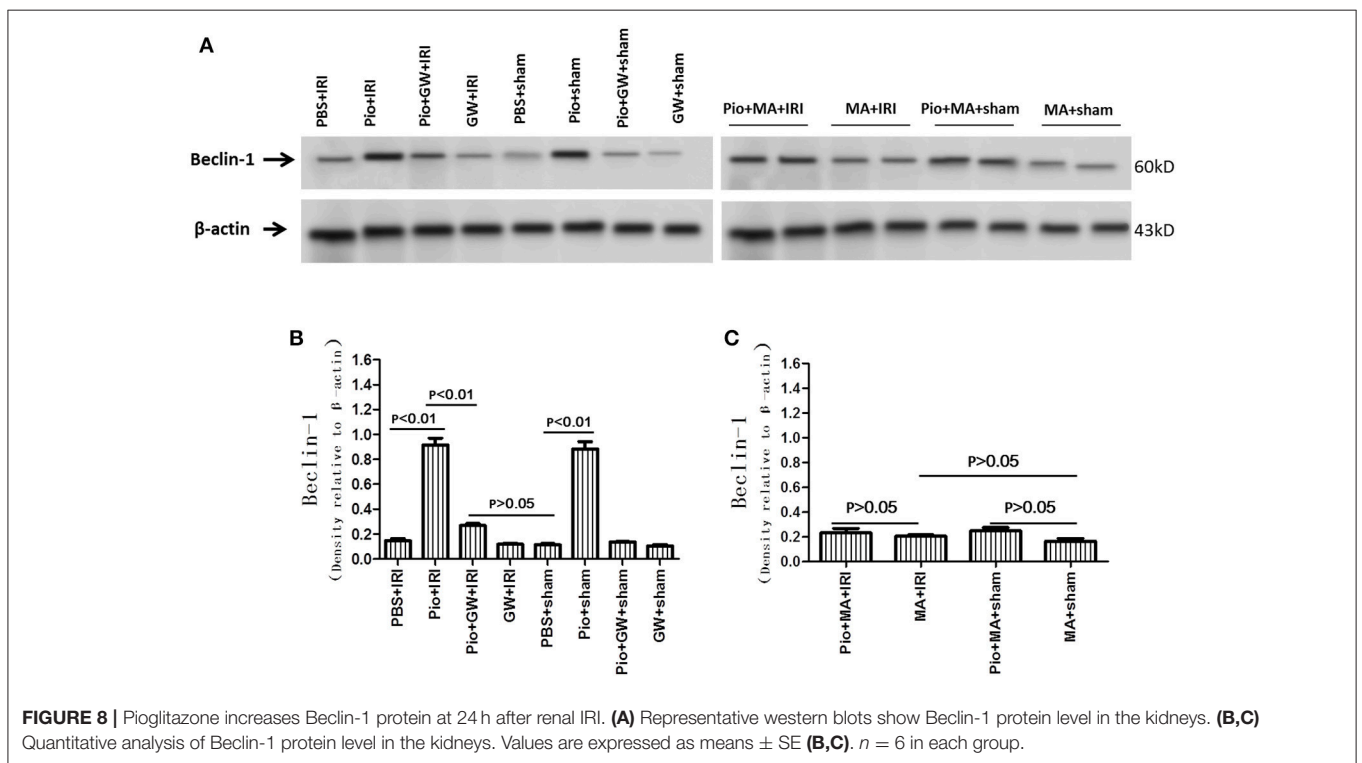 A
PBS+IRI
Pio+IRI
Pio+GW+IRI
GW+IRI
PBS+sham
Pio+sham
Pio+GW+sham
GW+sham
Pio+MA+IRI MA+IRI Pio+MA+sham MA+sham
Beclin-1
60kD
β-actin
43kD
B
Beclin-1
(Density relative to β-actin)
1.6
1.4
1.2
1.0
0.8
0.6
0.4
0.2
0.0
P<0.01
P<0.01
P>0.05
P<0.01
PBS+IRI
Pio+IRI
Pio+GW+IRI
GW+IRI
PBS+sham
Pio+sham
Pio+GW+sham
GW+sham
C
Beclin-1
(Density relative to β-actin)
1.6
1.4
1.2
1.0
0.8
0.6
0.4
0.2
0.0
P>0.05
P>0.05
P>0.05
Pio+MA+IRI
MA+IRI
Pio+MA+sham
MA+sham
FIGURE 8 | Pioglitazone increases Beclin-1 protein at 24 h after renal IRI. (A) Representative western blots show Beclin-1 protein level in the kidneys. (B,C)
Quantitative analysis of Beclin-1 protein level in the kidneys. Values are expressed as means ± SE (B,C). n = 6 in each group.